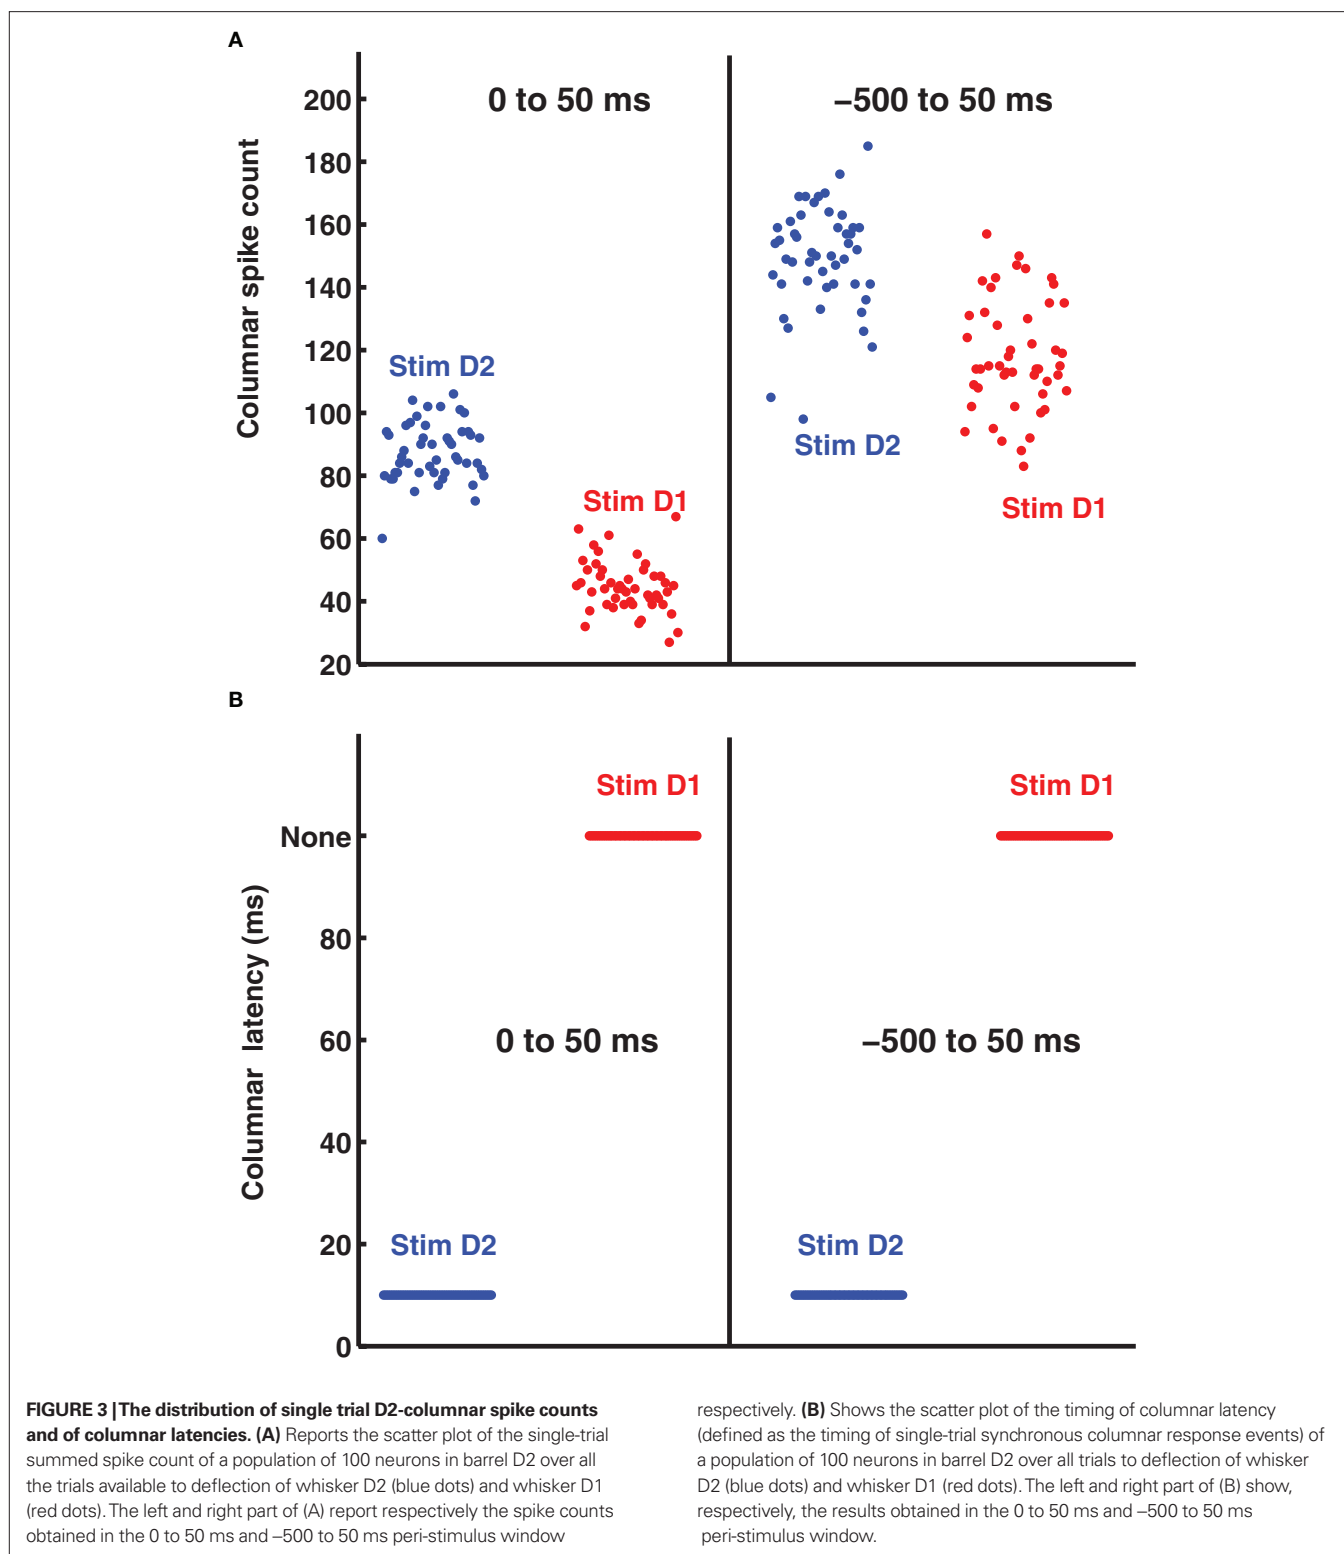 A
0 to 50 ms
–500 to 50 ms
200
180
160
140
120
100
80
60
40
20
Columnar spike count
Stim D2
Stim D1
Stim D2
Stim D1
B
Stim D1
Stim D1
None
80
60
40
20
0
Columnar latency (ms)
0 to 50 ms
–500 to 50 ms
Stim D2
Stim D2
FIGURE 3 | The distribution of single trial D2-columnar spike counts
and of columnar latencies. (A) Reports the scatter plot of the single-trial
summed spike count of a population of 100 neurons in barrel D2 over all
the trials available to deflection of whisker D2 (blue dots) and whisker D1
(red dots). The left and right part of (A) report respectively the spike counts
obtained in the 0 to 50 ms and –500 to 50 ms peri-stimulus window
respectively. (B) Shows the scatter plot of the timing of columnar latency
(defined as the timing of single-trial synchronous columnar response events) of
a population of 100 neurons in barrel D2 over all trials to deflection of whisker
D2 (blue dots) and whisker D1 (red dots). The left and right part of (B) show,
respectively, the results obtained in the 0 to 50 ms and –500 to 50 ms
peri-stimulus window.